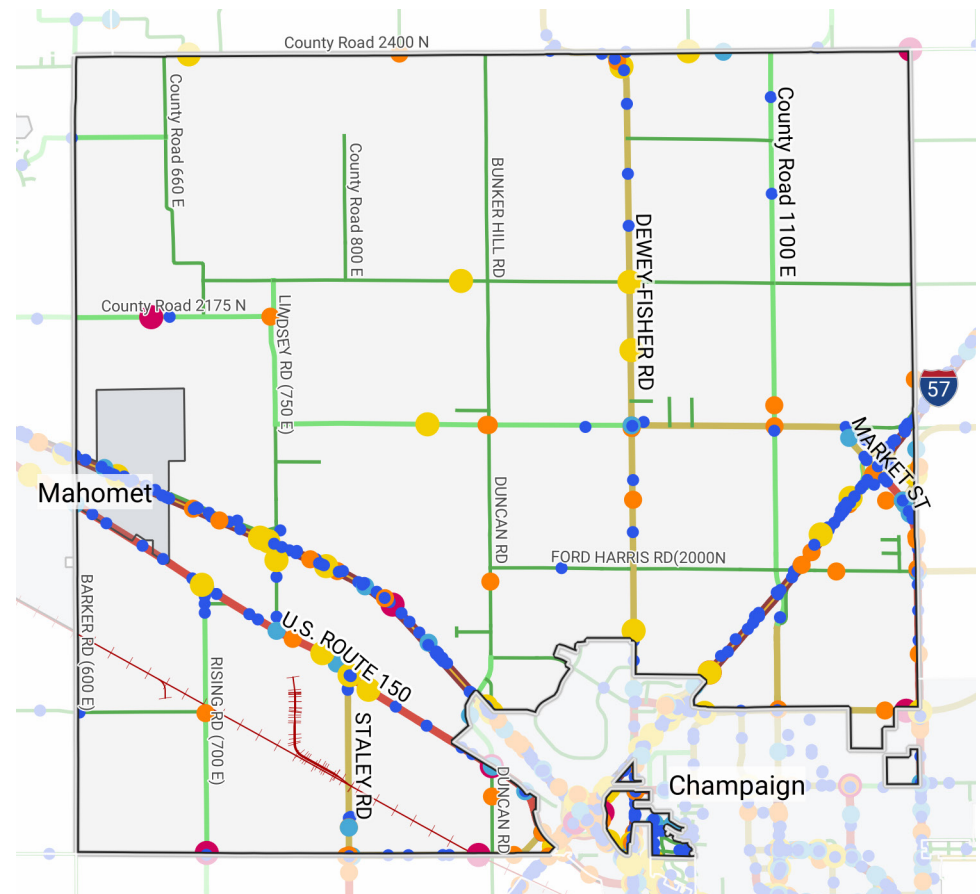 County Road 2400 N
County Road 660 E
County Road 800 E
BUNKER HILL RD
County Road 1100 E
DEWEY-FISHER RD
County Road 2175 N
LINDSEY RD (750 E)
57
MARKET ST
Mahomet
DUNCAN RD
FORD HARRIS RD(2000N
BARKER RD (600 E)
U.S. ROUTE 150
RISING RD (700 E)
STALEY RD
DUNCAN RD
Champaign